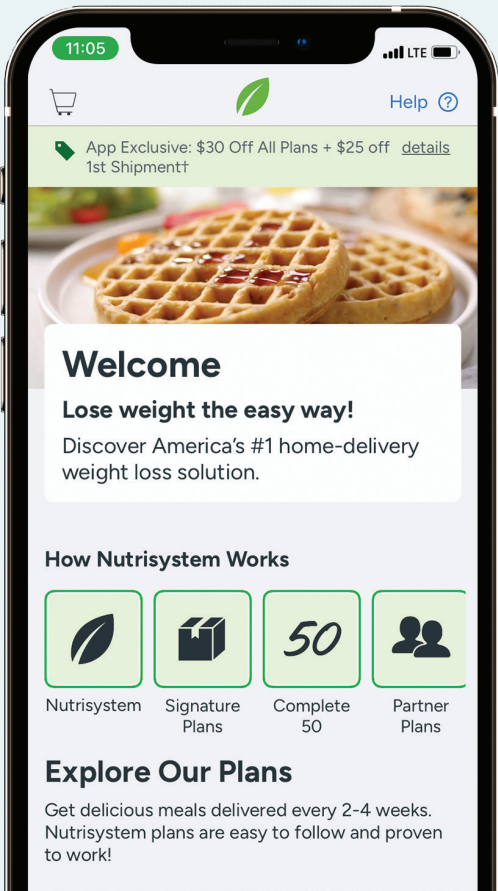 11:05
LTE
Help ?
App Exclusive: $30 Off All Plans + $25 off details
1st Shipment†
Welcome
Lose weight the easy way!
Discover America's #1 home-delivery
weight loss solution.
How Nutrisystem Works
50
Nutrisystem
Signature
Plans
Complete
50
Partner
Plans
Explore Our Plans
Get delicious meals delivered every 2-4 weeks.
Nutrisystem plans are easy to follow and proven
to work!